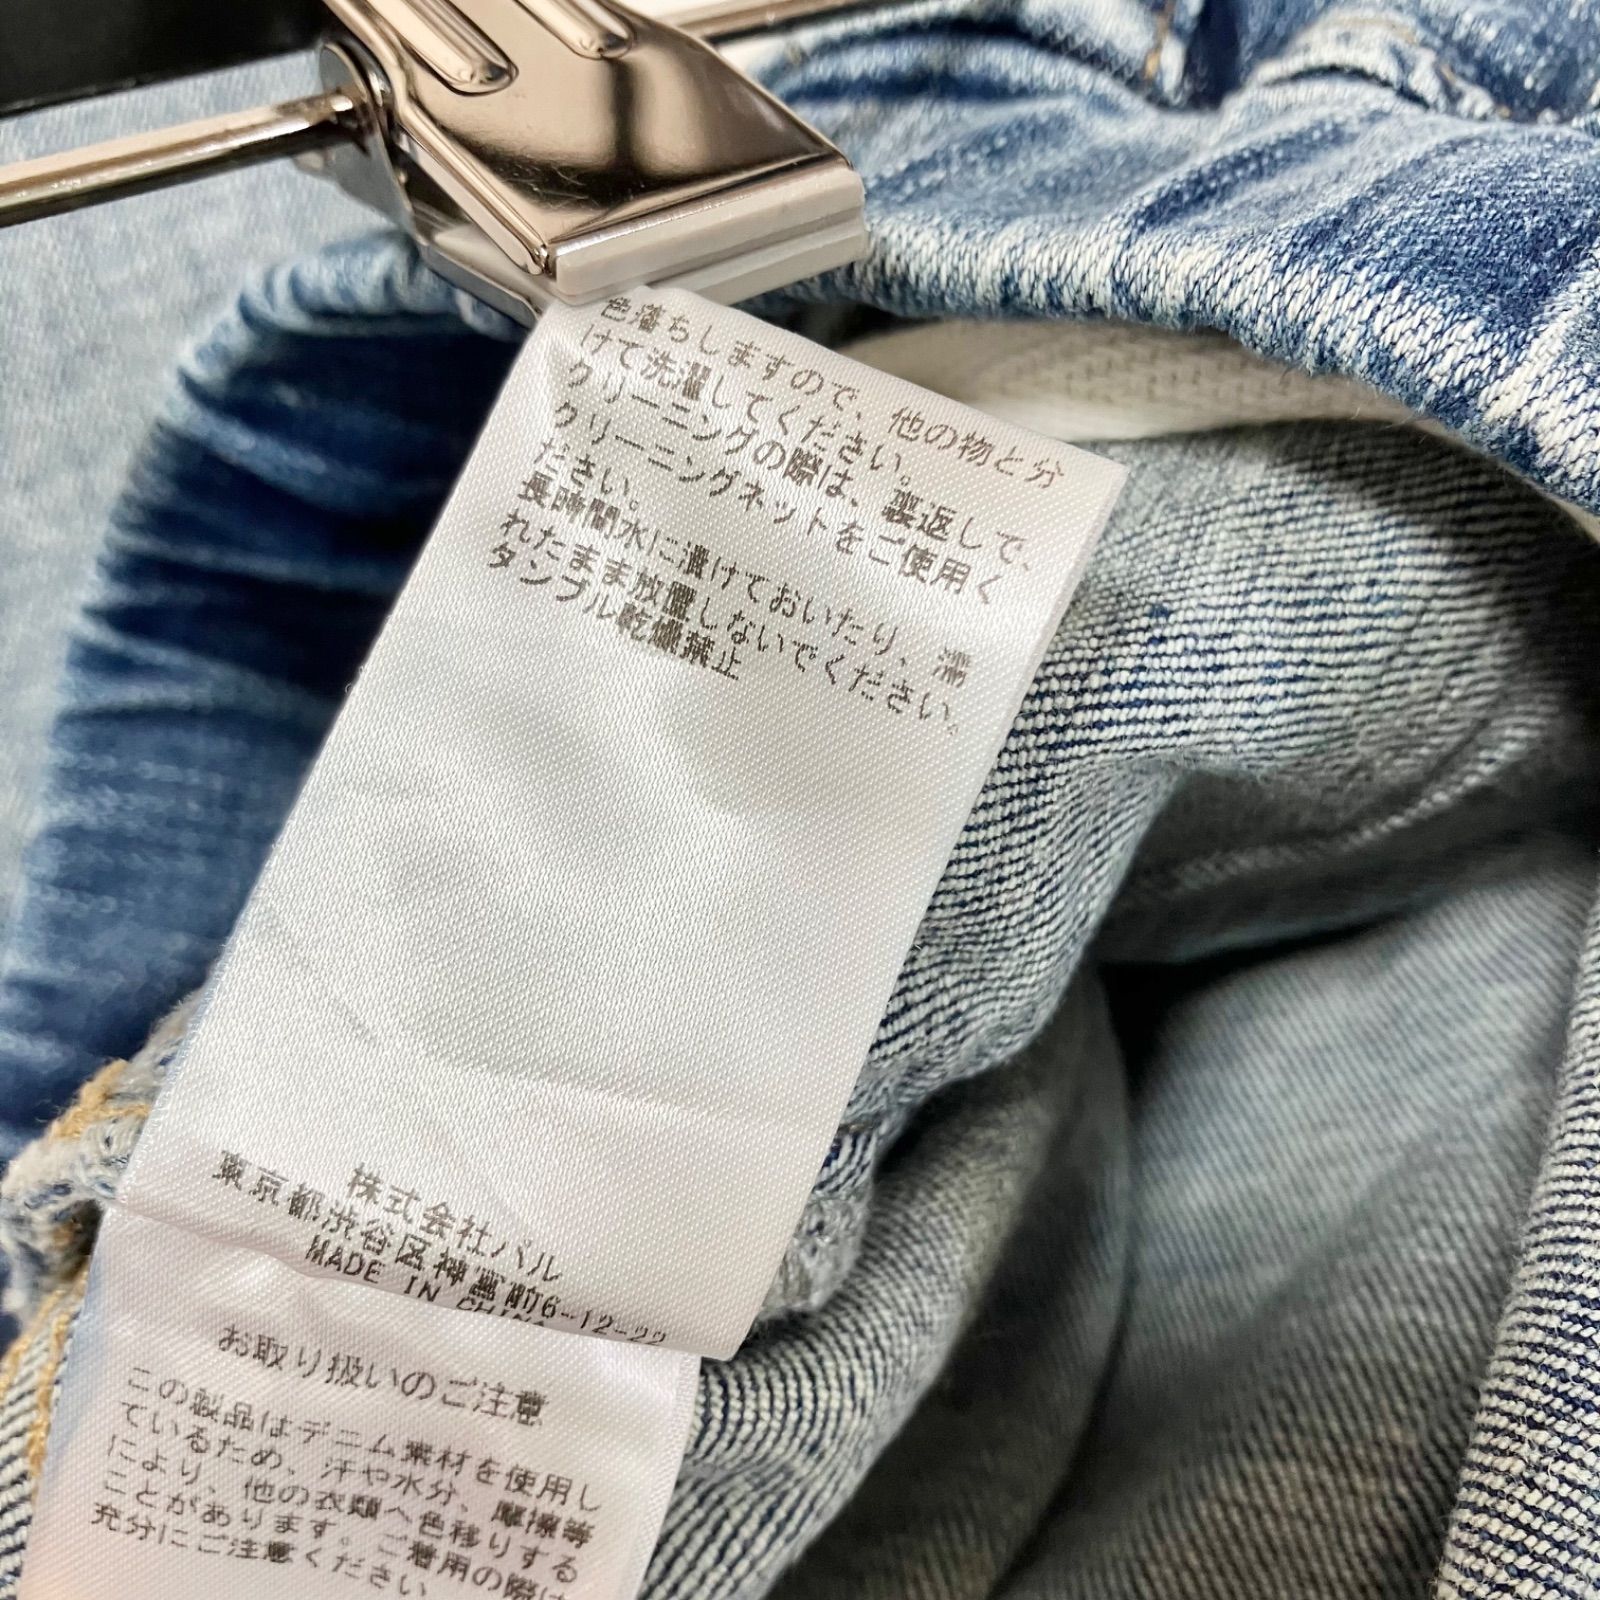 色落ちしますので、他の物と分
けて洗濯してください。
クリーニングの際は、裏返しで、
クリーニングネットをご使用く
ださい。
長時間水に漬けておいたり、濡
れたまま放置しないでください。
タンブル乾燥禁止
株式会社パル
東京都渋谷区神宮前6-12-22
MADE IN CHINA
お取り扱いのご注意
この製品はデニム素材を使用し
ているため、汗や水分、摩擦等
により、他の衣類へ色移りする
ことがあります。ご着用の際は
充分にご注意ください